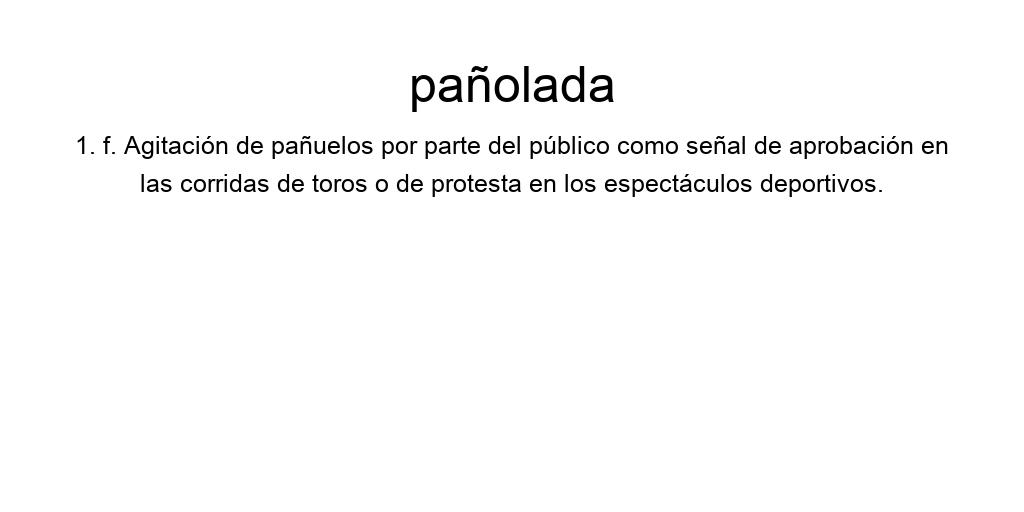 pañolada
1. f. Agitación de pañuelos por parte del público como señal de aprobación en
las corridas de toros o de protesta en los espectáculos deportivos.